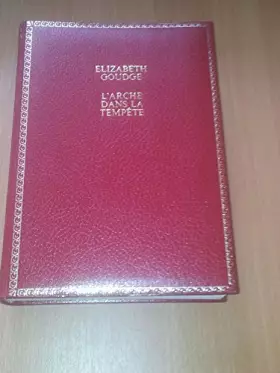 ELIZABETH
GOUDGE
L'ARCHE
DANS LA
TEMPÊTE